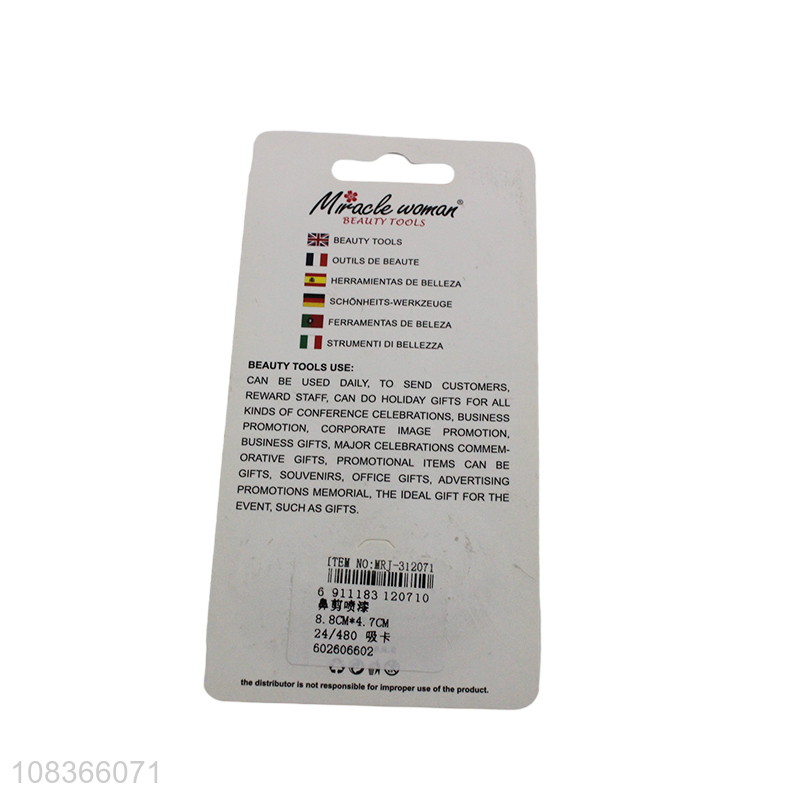 Miracle woman®
BEAUTY TOOLS
BEAUTY TOOLS
OUTILS DE BEAUTE
HERRAMIENTAS DE BELLEZA
SCHÖNHEITS-WERKZEUGE
FERRAMENTAS DE BELEZA
STRUMENTI DI BELLEZZA
BEAUTY TOOLS USE:
CAN BE USED DAILY, TO SEND CUSTOMERS,
REWARD STAFF, CAN DO HOLIDAY GIFTS FOR ALL
KINDS OF CONFERENCE CELEBRATIONS, BUSINESS
PROMOTION, CORPORATE IMAGE PROMOTION,
BUSINESS GIFTS, MAJOR CELEBRATIONS COMMEM-
ORATIVE GIFTS, PROMOTIONAL ITEMS CAN BE
GIFTS, SOUVENIRS, OFFICE GIFTS, ADVERTISING
PROMOTIONS MEMORIAL, THE IDEAL GIFT FOR THE
EVENT, SUCH AS GIFTS.
ITEM NO:MRJ-312071
6 911183 120710
鼻剪喷漆
8.8CM*4.7CM
24/480 吸卡
602606602
the distributor is not responsible for improper use of the product.
108366071